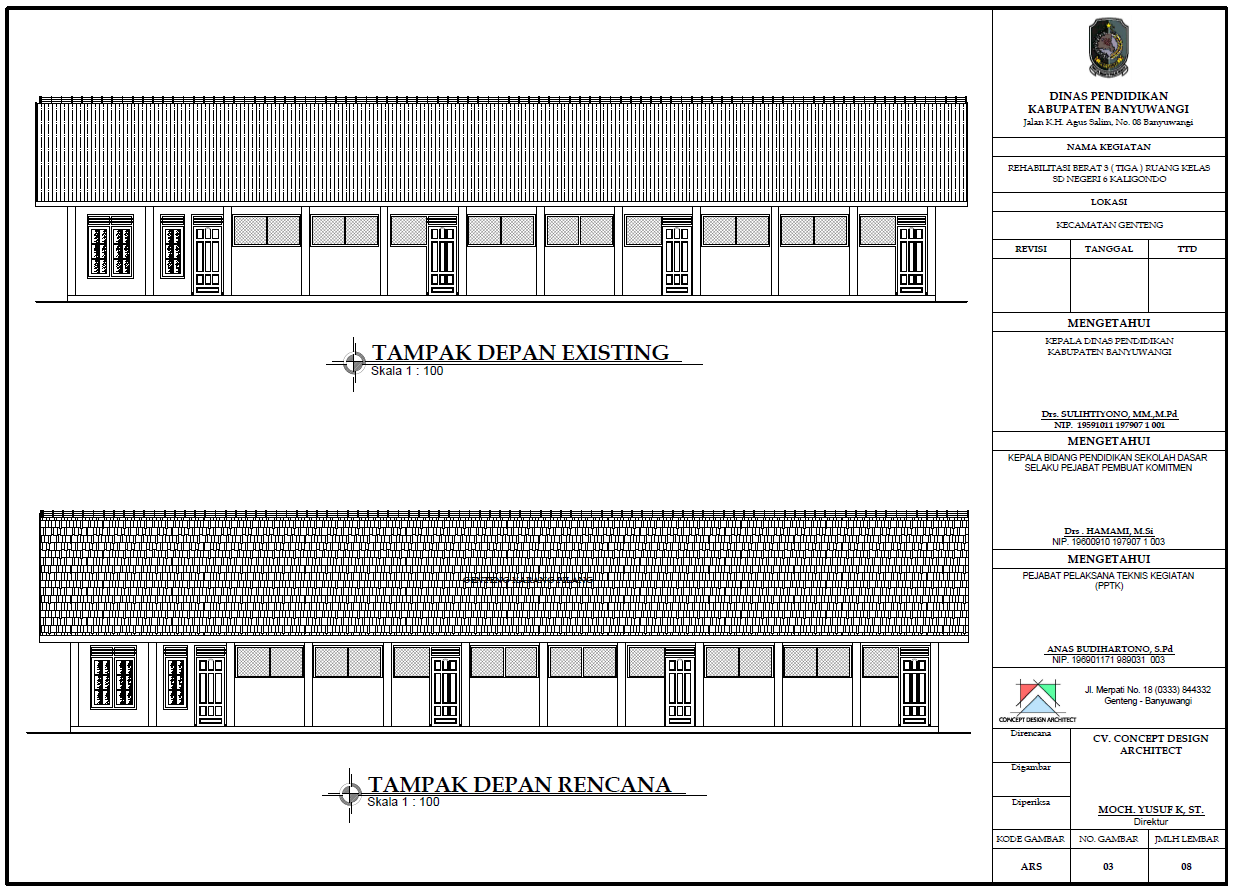 TAMPAK DEPAN EXISTING
Skala 1 : 100
GENTENG KARANG PILANG
TAMPAK DEPAN RENCANA
Skala 1 : 100
DINAS PENDIDIKAN
KABUPATEN BANYUWANGI
Jalan K.H. Agus Salim, No. 08 Banyuwangi
NAMA KEGIATAN
REHABILITASI BERAT 3 ( TIGA ) RUANG KELAS
SD NEGERI 6 KALIGONDO
LOKASI
KECAMATAN GENTENG
REVISI TANGGAL TTD
MENGETAHUI
KEPALA DINAS PENDIDIKAN
KABUPATEN BANYUWANGI
Drs. SULIHTIYONO, MM.,M.Pd
NIP. 19591011 197907 1 001
MENGETAHUI
KEPALA BIDANG PENDIDIKAN SEKOLAH DASAR
SELAKU PEJABAT PEMBUAT KOMITMEN
Drs . HAMAMI, M.Si
NIP. 19600910 197907 1 003
MENGETAHUI
PEJABAT PELAKSANA TEKNIS KEGIATAN
(PPTK)
ANAS BUDIHARTONO, S.Pd
NIP. 196901171 989031 003
CONCEPT DESIGN ARCHITECT
Jl. Merpati No. 18 (0333) 844332
Genteng - Banyuwangi
Direncana
CV. CONCEPT DESIGN
ARCHITECT
Digambar
Diperiksa
MOCH. YUSUF K, ST.
Direktur
KODE GAMBAR NO. GAMBAR JMLH LEMBAR
ARS 03 08